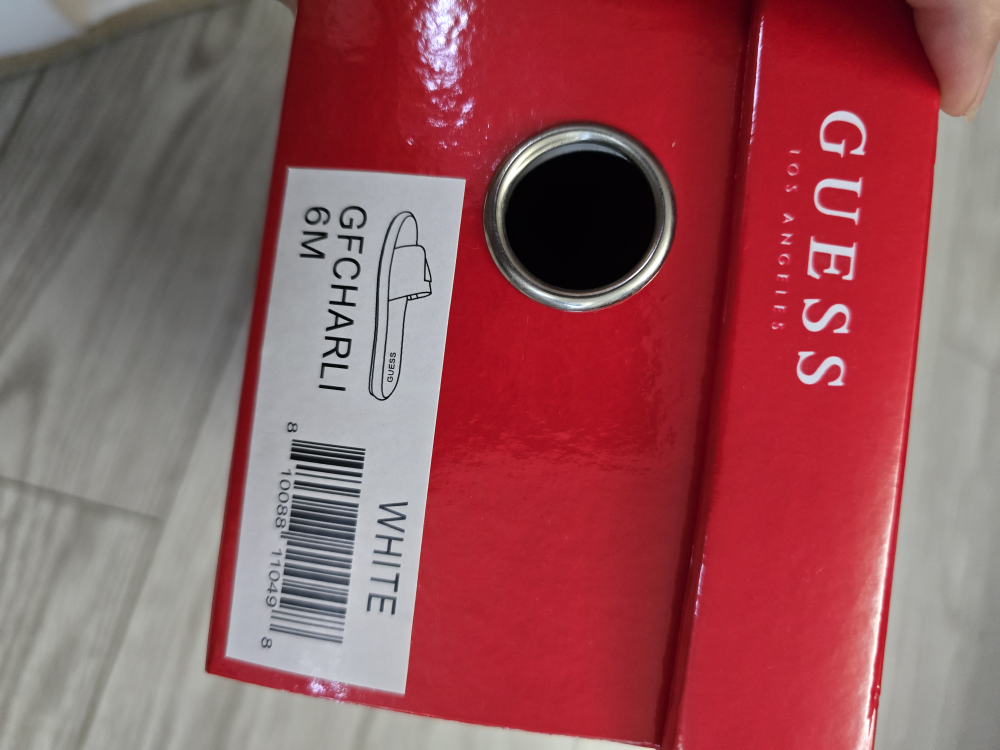 GUESS
LOS ANGELES
GUESS
GFCHARLI
6M
WHITE
8 10088 11049 8